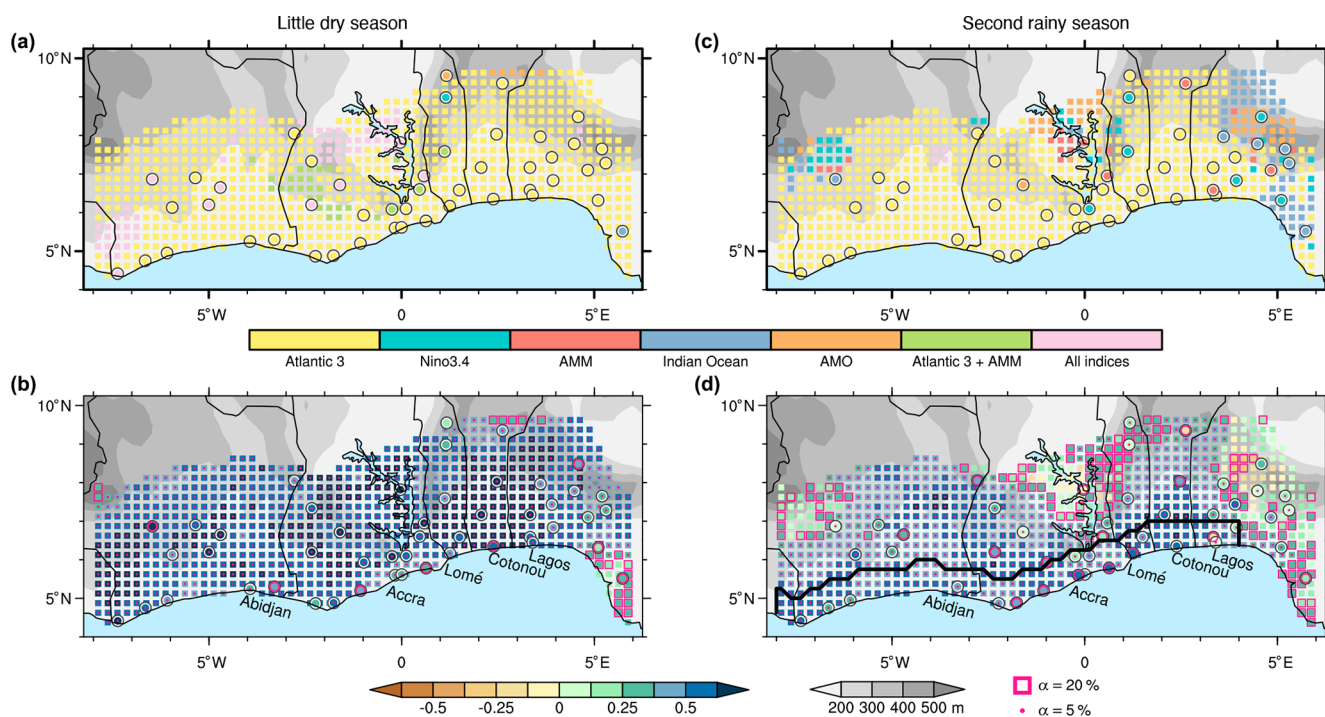 Little dry season
Second rainy season
(a)
(c)
10°N
5°N
5°W
0
5°E
10°N
5°N
5°W
0
5°E
Atlantic 3
Nino3.4
AMM
Indian Ocean
AMO
Atlantic 3 + AMM
All indices
(b)
(d)
10°N
5°N
Abidjan
Accra
Lomé
Cotonou
Lagos
5°W
0
5°E
10°N
5°N
Abidjan
Accra
Lomé
Cotonou
Lagos
5°W
0
5°E
-0.5
-0.25
0
0.25
0.5
200 300 400 500 m
α = 20 %
α = 5 %